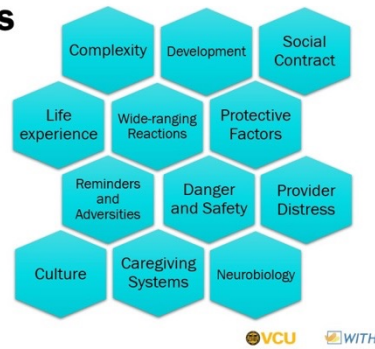 s
Complexity
Development
Social
Contract
Life
experience
Wide-ranging
Reactions
Protective
Factors
Reminders
and
Adversities
Danger
and Safety
Provider
Distress
Culture
Caregiving
Systems
Neurobiology
VCU
WITH